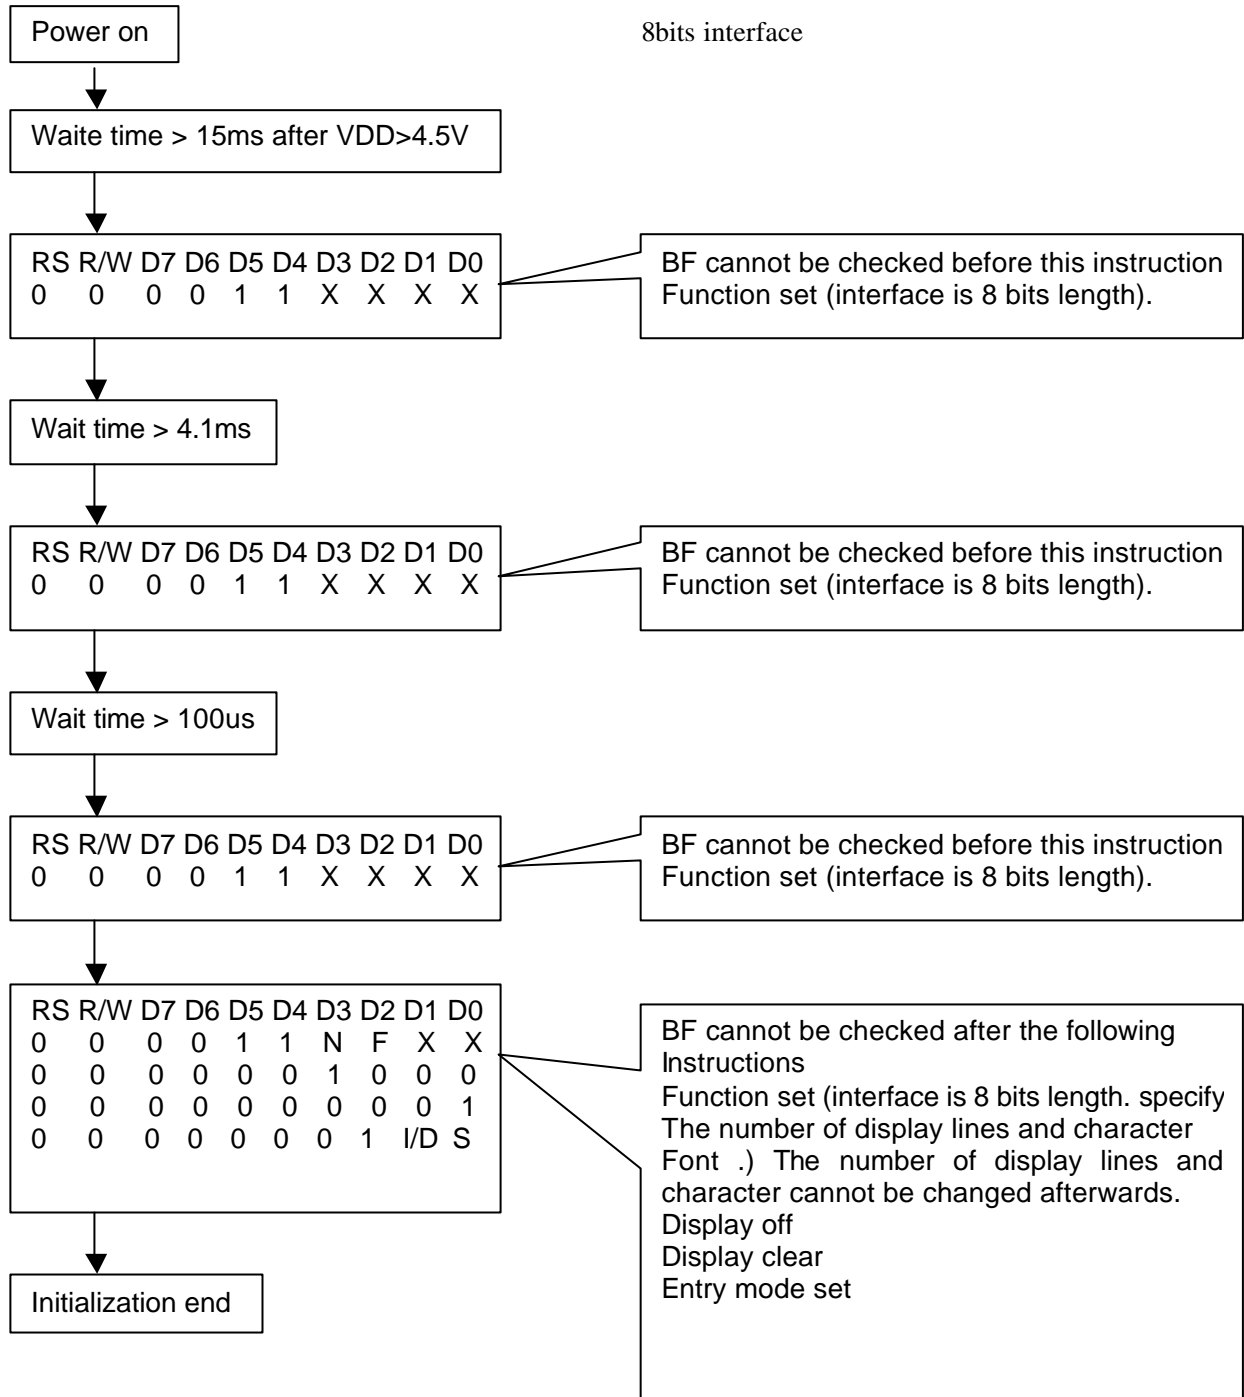 Power on
8bits interface
Waite time > 15ms after VDD>4.5V
RS R/W D7 D6 D5 D4 D3 D2 D1 D0
0 0 0 0 1 1 X X X X
BF cannot be checked before this instruction
Function set (interface is 8 bits length).
Wait time > 4.1ms
RS R/W D7 D6 D5 D4 D3 D2 D1 D0
0 0 0 0 1 1 X X X X
BF cannot be checked before this instruction
Function set (interface is 8 bits length).
Wait time > 100us
RS R/W D7 D6 D5 D4 D3 D2 D1 D0
0 0 0 0 1 1 X X X X
BF cannot be checked before this instruction
Function set (interface is 8 bits length).
RS R/W D7 D6 D5 D4 D3 D2 D1 D0
0 0 0 0 1 1 N F X X
0 0 0 0 0 0 1 0 0 0
0 0 0 0 0 0 0 0 0 1
0 0 0 0 0 0 0 1 I/D S
BF cannot be checked after the following
Instructions
Function set (interface is 8 bits length. specify
The number of display lines and character
Font .) The number of display lines and
character cannot be changed afterwards.
Display off
Display clear
Entry mode set
Initialization end